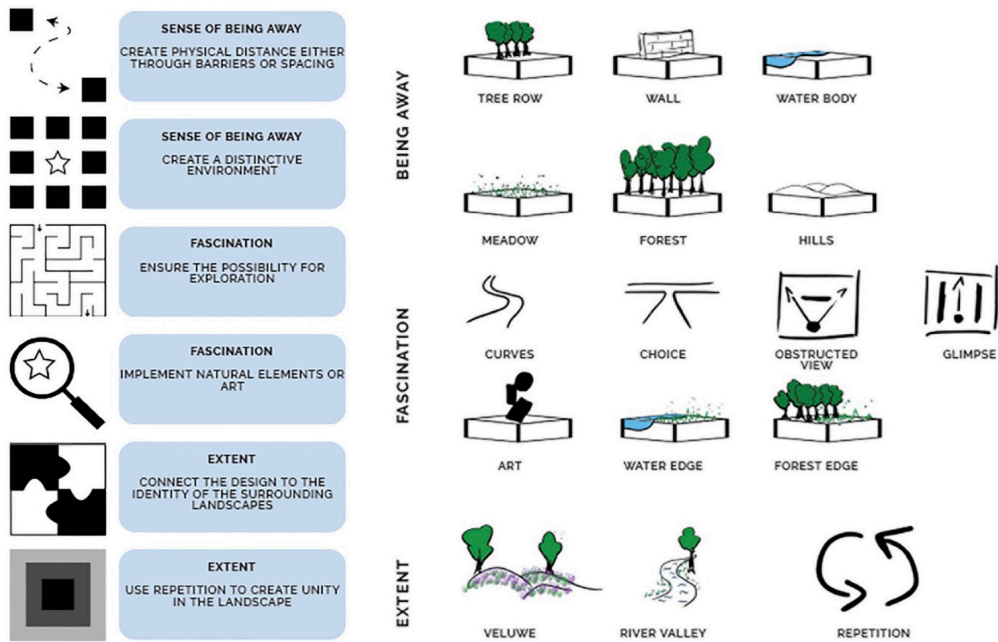 SENSE OF BEING AWAY
CREATE PHYSICAL DISTANCE EITHER
THROUGH BARRIERS OR SPACING
SENSE OF BEING AWAY
CREATE A DISTINCTIVE
ENVIRONMENT
FASCINATION
ENSURE THE POSSIBILITY FOR
EXPLORATION
FASCINATION
IMPLEMENT NATURAL ELEMENTS OR
ART
EXTENT
CONNECT THE DESIGN TO THE
IDENTITY OF THE SURROUNDING
LANDSCAPES
EXTENT
USE REPETITION TO CREATE UNITY
IN THE LANDSCAPE
BEING AWAY
TREE ROW
WALL
WATER BODY
MEADOW
FOREST
HILLS
FASCINATION
CURVES
CHOICE
OBSTRUCTED
VIEW
GLIMPSE
ART
WATER EDGE
FOREST EDGE
EXTENT
VELUWE
RIVER VALLEY
REPETITION